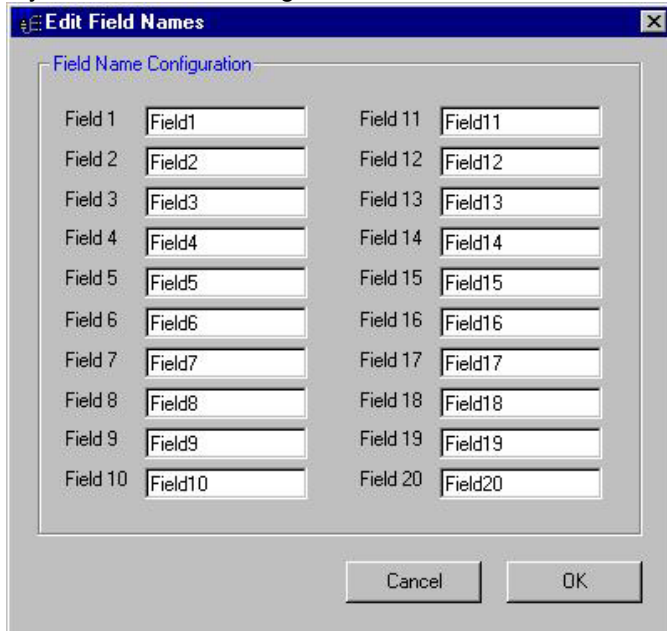 Edit Field Names
Field Name Configuration
Field 1 Field1 Field 11 Field11
Field 2 Field2 Field 12 Field12
Field 3 Field3 Field 13 Field13
Field 4 Field4 Field 14 Field14
Field 5 Field5 Field 15 Field15
Field 6 Field6 Field 16 Field16
Field 7 Field7 Field 17 Field17
Field 8 Field8 Field 18 Field18
Field 9 Field9 Field 19 Field19
Field 10 Field10 Field 20 Field20
Cancel OK